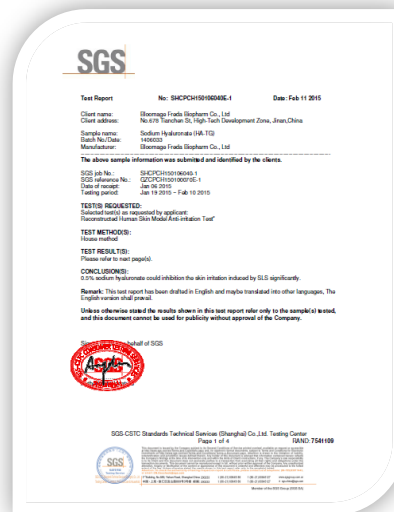 SGS
Test Report No: SHCPCH150106040E-1 Date: Feb 11 2015
Client name: Bloomage Freda Biopharm Co., Ltd
Client address: No.678 Tianchen St, High-Tech Development Zone, Jinan,China
Sample name: Sodium Hyaluronate (HA-TG)
Batch No/Date: 1406033
Manufacturer: Bloomage Freda Biopharm Co., Ltd
The above sample information was submitted and identified by the clients.
SGS job No.: SHCPCH150106040-1
SGS reference No.: GZCPCH150100070E-1
Date of receipt: Jan 06 2015
Testing period: Jan 19 2015 ~ Feb 10 2015
TEST(S) REQUESTED:
Selected test(s) as requested by applicant:
Reconstructed Human Skin Model Anti-irritation Test*
TEST METHOD(S):
House method
TEST RESULT(S):
Please refer to next page(s).
CONCLUSION(S):
0.5% sodium hyaluronate could inhibition the skin irritation induced by SLS significantly.
Remark: This test report has been drafted in English and maybe translated into other languages, The
English version shall prevail.
Unless otherwise stated the results shown in this test report refer only to the sample(s) tested,
and this document cannot be used for publicity without approval of the Company.
behalf of SGS
SGS
SGS-CSTC Standards Technical Services (Shanghai) Co.,Ltd. Testing Center
Page 1 of 4 RAND: 7541109
SGS